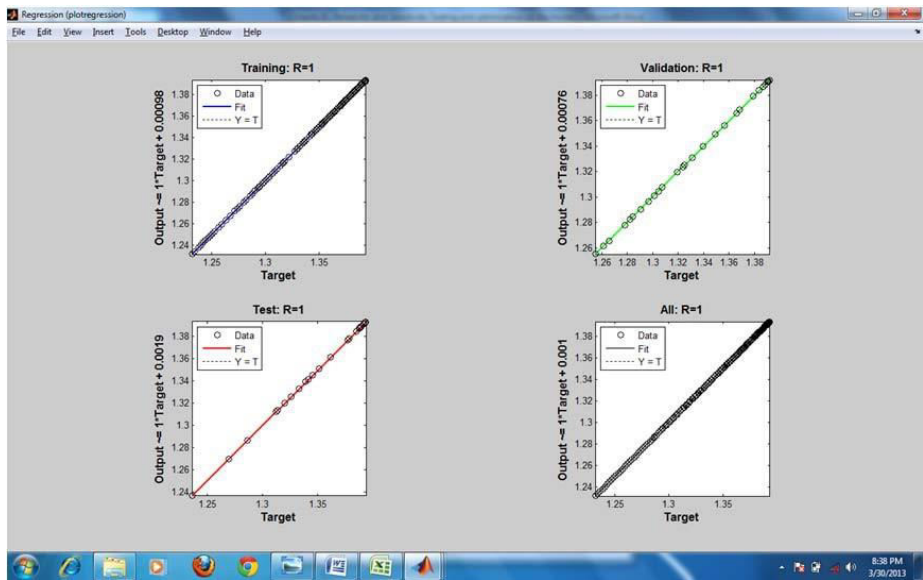 Regression (plotregression)
File Edit View Insert Tools Desktop Window Help
Training: R=1
Output ~= 1*Target + 0.00098
1.38
1.36
1.34
1.32
1.3
1.28
1.26
1.24
Data
Fit
Y = T
1.25 1.3 1.35
Target
Validation: R=1
Output ~= 1*Target + 0.00076
1.38
1.36
1.34
1.32
1.3
1.28
1.26
Data
Fit
Y = T
1.26 1.28 1.3 1.32 1.34 1.36 1.38
Target
Test: R=1
Output ~= 1*Target + 0.0019
1.38
1.36
1.34
1.32
1.3
1.28
1.26
1.24
Data
Fit
Y = T
1.25 1.3 1.35
Target
All: R=1
Output ~= 1*Target + 0.001
1.38
1.36
1.34
1.32
1.3
1.28
1.26
1.24
Data
Fit
Y = T
1.25 1.3 1.35
Target
8:38 PM
3/30/2013